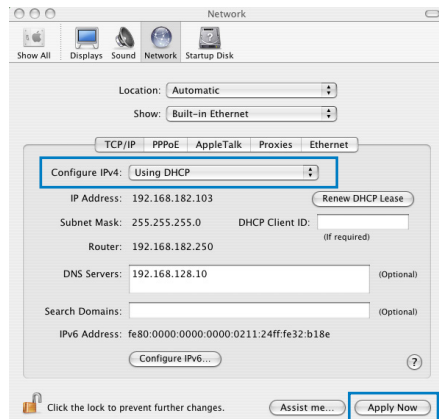 Network
Show All Displays Sound Network Startup Disk
Location: Automatic
Show: Built-in Ethernet
TCP/IP PPPoE AppleTalk Proxies Ethernet
Configure IPv4: Using DHCP
IP Address: 192.168.182.103 Renew DHCP Lease
Subnet Mask: 255.255.255.0 DHCP Client ID:
(If required)
Router: 192.168.182.250
DNS Servers: 192.168.128.10 (Optional)
Search Domains: (Optional)
IPv6 Address: fe80:0000:0000:0000:0211:24ff:fe32:b18e
Configure IPv6... ?
Click the lock to prevent further changes. Assist me... Apply Now